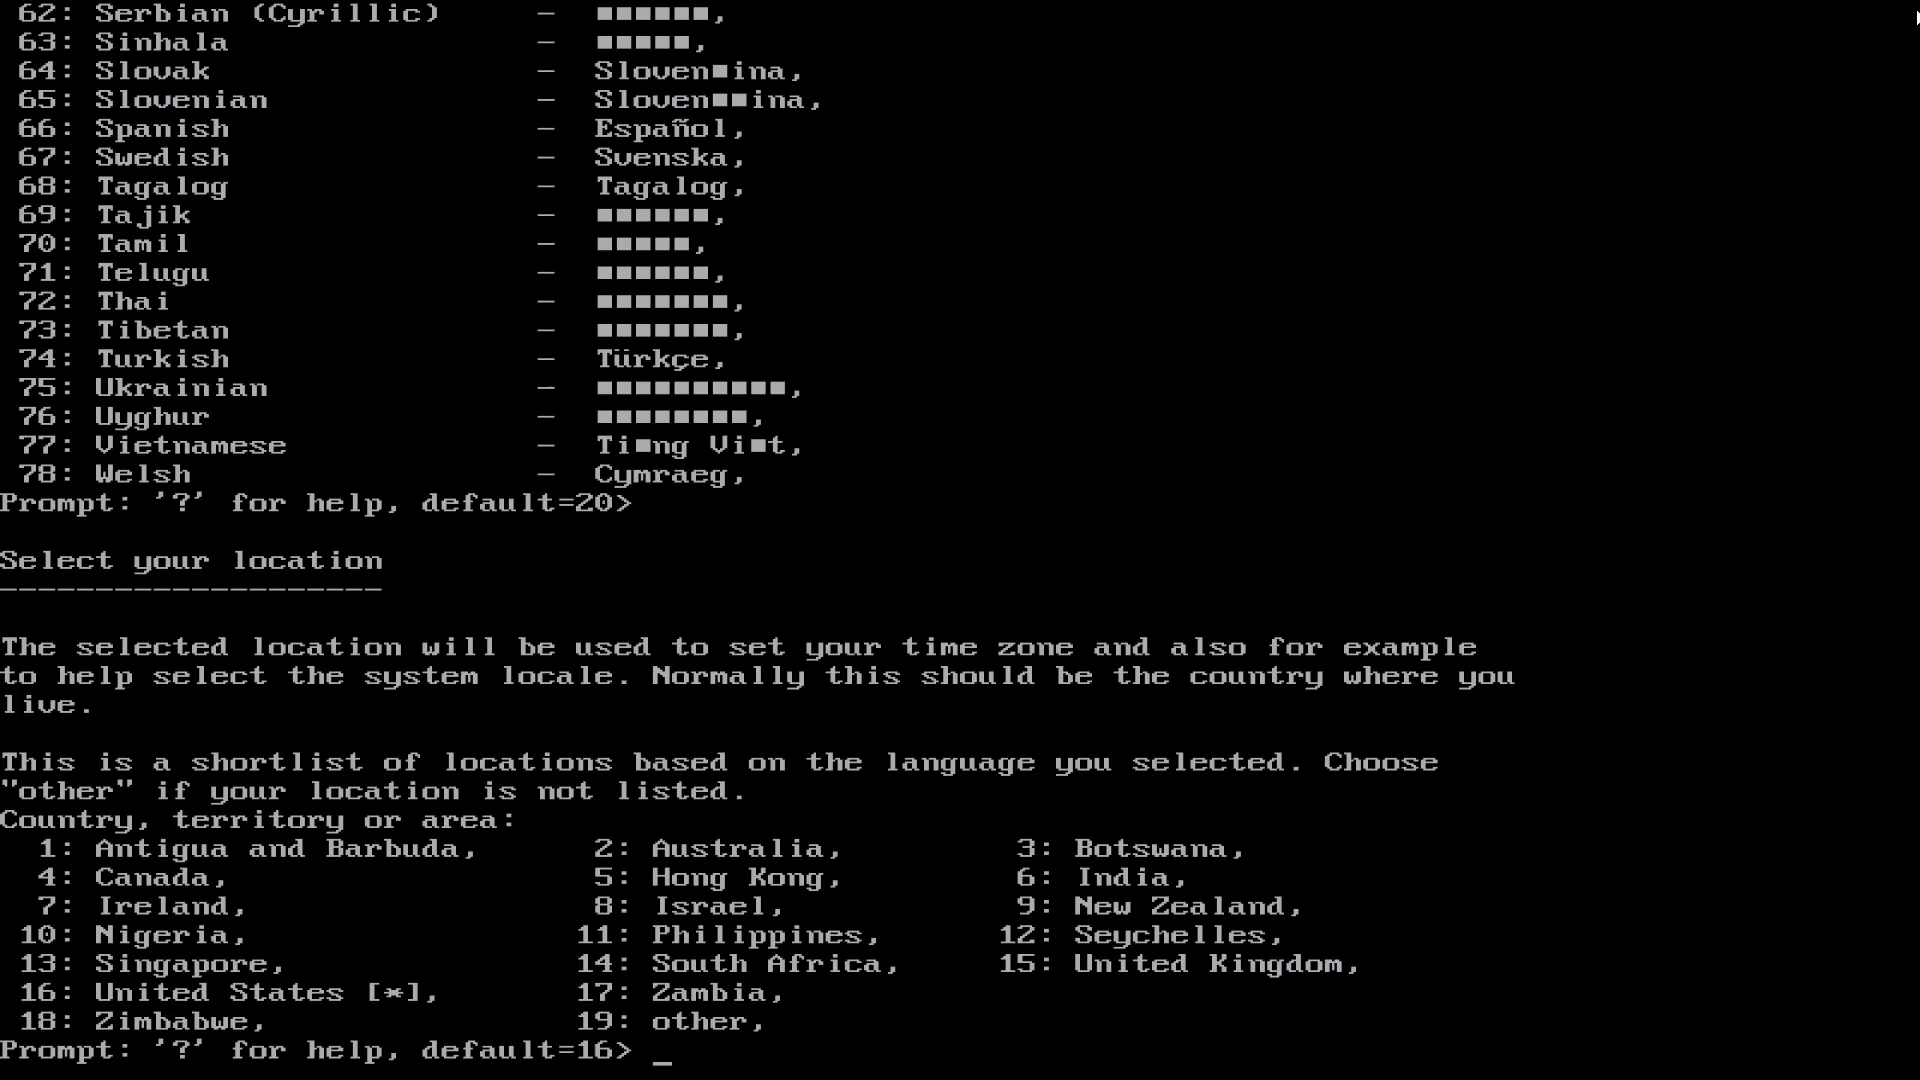 62: Serbian (Cyrillic) - ■■■■■■,
63: Sinhala - ■■■■■,
64: Slovak - Sloven■ina,
65: Slovenian - Sloven■■ina,
66: Spanish - Español,
67: Swedish - Svenska,
68: Tagalog - Tagalog,
69: Tajik - ■■■■■■,
70: Tamil - ■■■■■,
71: Telugu - ■■■■■■,
72: Thai - ■■■■■■■,
73: Tibetan - ■■■■■■■,
74: Turkish - Türkçe,
75: Ukrainian - ■■■■■■■■■■,
76: Uyghur - ■■■■■■■■,
77: Vietnamese - Ti■ng Vi■t,
78: Welsh - Cymraeg,
Prompt: '?' for help, default=20>
Select your location
--------------------
The selected location will be used to set your time zone and also for example
to help select the system locale. Normally this should be the country where you
live.
This is a shortlist of locations based on the language you selected. Choose
"other" if your location is not listed.
Country, territory or area:
1: Antigua and Barbuda, 2: Australia, 3: Botswana,
4: Canada, 5: Hong Kong, 6: India,
7: Ireland, 8: Israel, 9: New Zealand,
10: Nigeria, 11: Philippines, 12: Seychelles,
13: Singapore, 14: South Africa, 15: United Kingdom,
16: United States [*], 17: Zambia,
18: Zimbabwe, 19: other,
Prompt: '?' for help, default=16> _